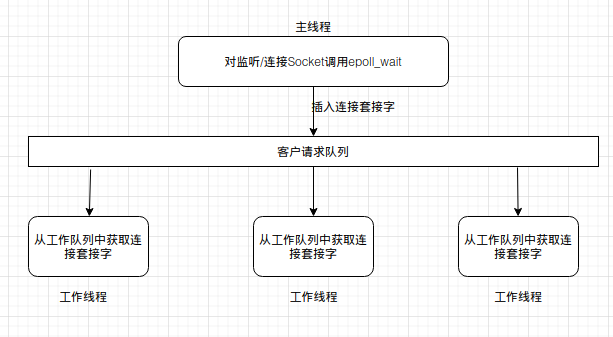 主线程
对监听/连接Socket调用epoll_wait
插入连接套接字
客户请求队列
从工作队列中获取连
接套接字
从工作队列中获取连
接套接字
从工作队列中获取连
接套接字
工作线程
工作线程
工作线程